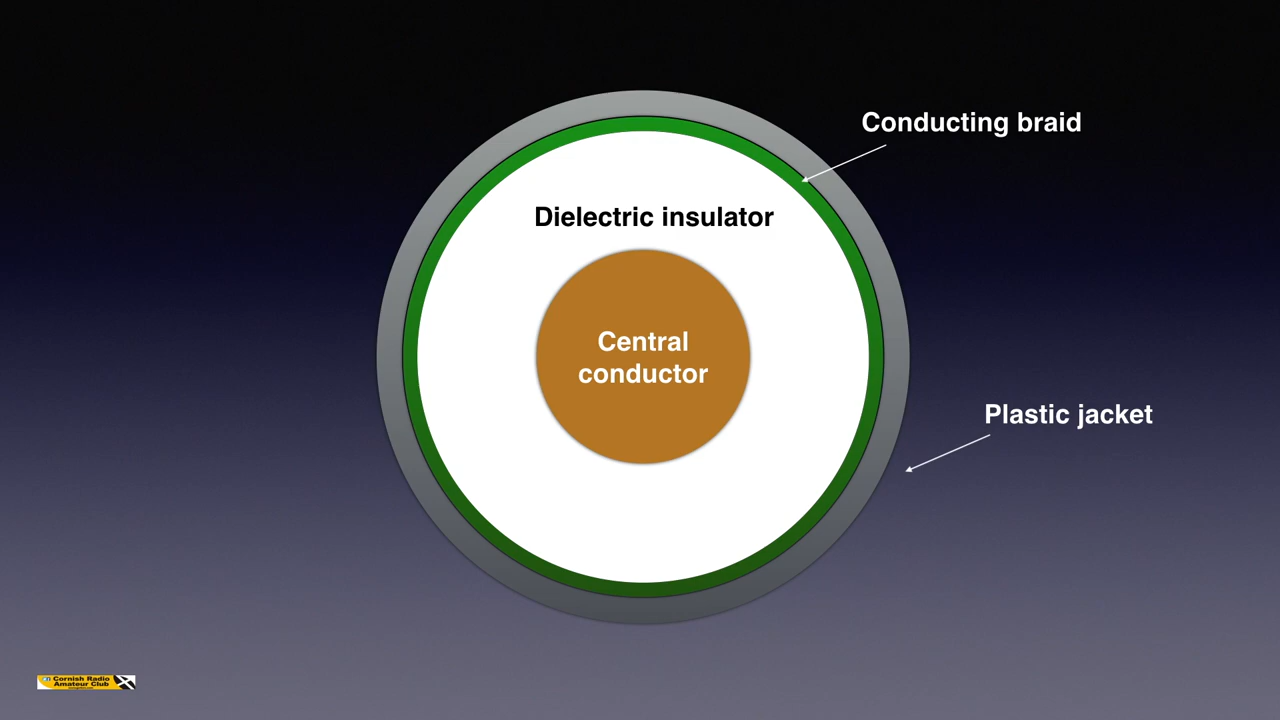 Conducting braid
Dielectric insulator
Central
conductor
Plastic jacket
Cornish Radio
Amateur Club